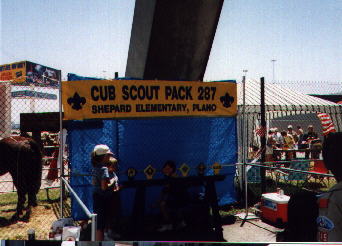 CUB SCOUT PACK 287
SHEPARD ELEMENTARY, PLANO